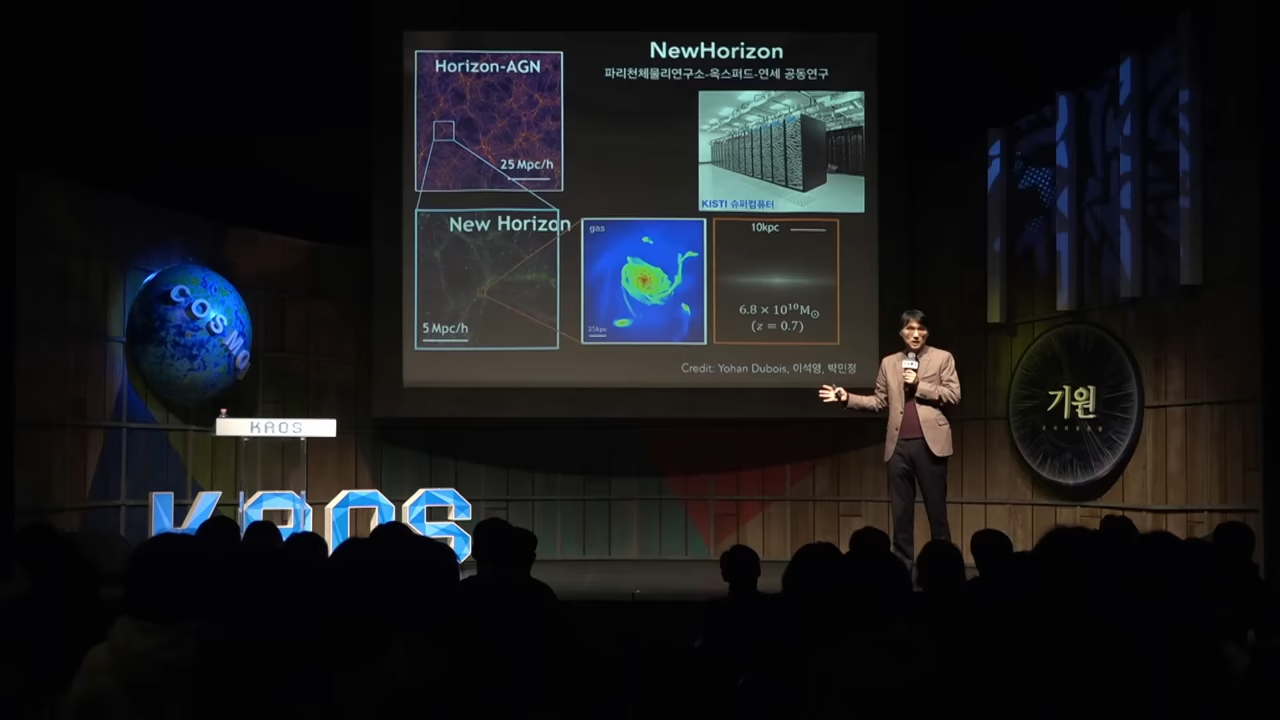 NewHorizon
파리천체물리연구소-옥스퍼드-연세 공동연구
Horizon-AGN
25 Mpc/h
KISTI 슈퍼컴퓨터
New Horizon
5 Mpc/h
gas
25kpc
10kpc
6.8 × 10¹⁰M⊙
(z = 0.7)
Credit: Yohan Dubois, 이석영, 박민정
COSMO
KAOS
KAOS
기원